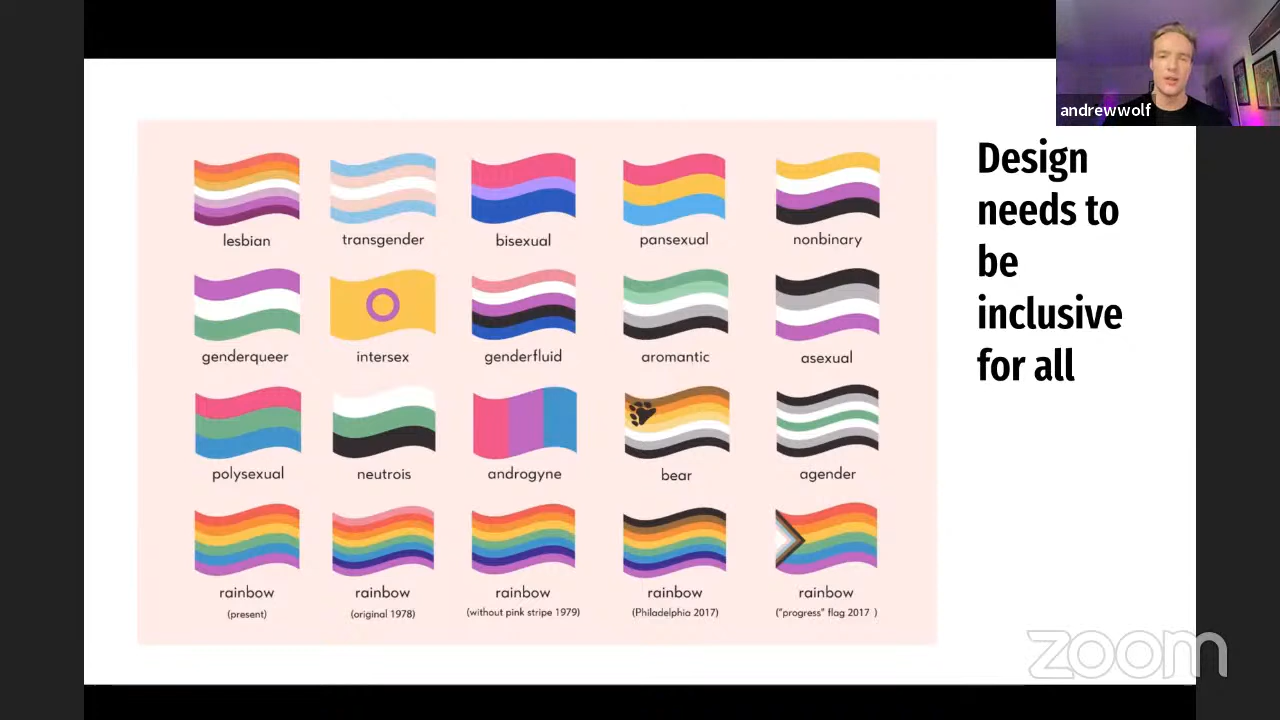 andrewwolf
Design
needs to
be
inclusive
for all
lesbian
transgender
bisexual
pansexual
nonbinary
genderqueer
intersex
genderfluid
aromantic
asexual
polysexual
neutrois
androgyne
bear
agender
rainbow
(present)
rainbow
(original 1978)
rainbow
(without pink stripe 1979)
rainbow
(Philadelphia 2017)
rainbow
("progress" flag 2017 )
zoom